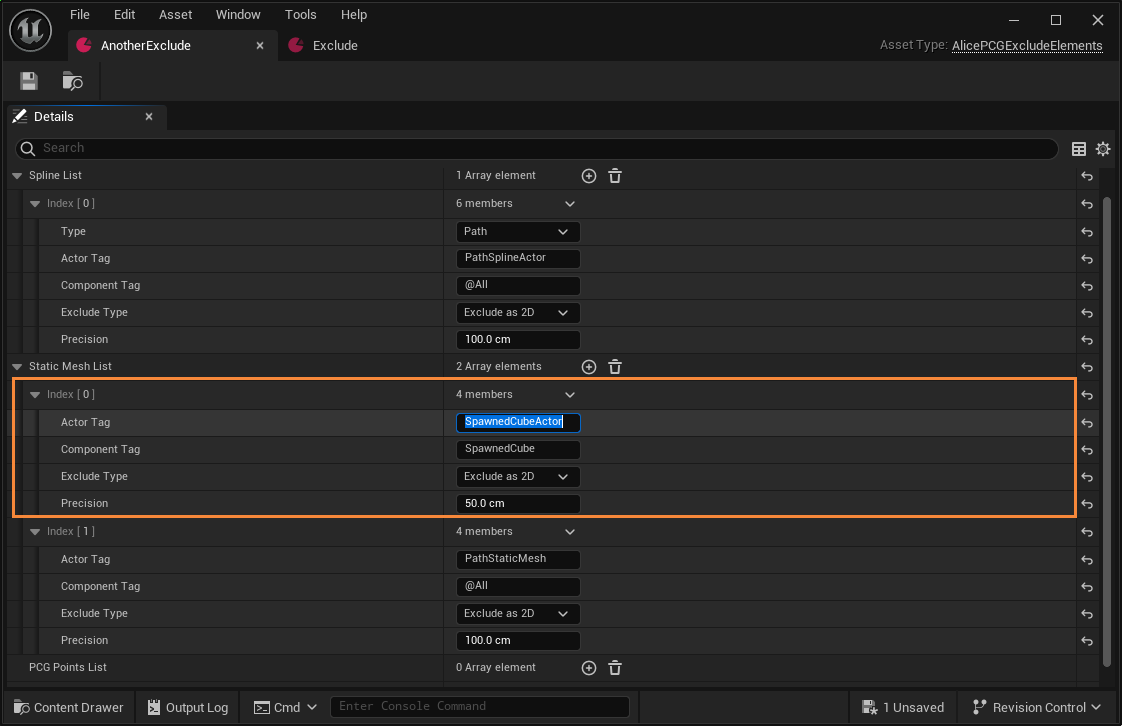 File Edit Asset Window Tools Help
AnotherExclude Exclude Asset Type: AlicePCGExcludeElements
Details
Search
Spline List 1 Array element
Index [ 0 ] 6 members
Type Path
Actor Tag PathSplineActor
Component Tag @All
Exclude Type Exclude as 2D
Precision 100.0 cm
Static Mesh List 2 Array elements
Index [ 0 ] 4 members
Actor Tag SpawnedCubeActor
Component Tag SpawnedCube
Exclude Type Exclude as 2D
Precision 50.0 cm
Index [ 1 ] 4 members
Actor Tag PathStaticMesh
Component Tag @All
Exclude Type Exclude as 2D
Precision 100.0 cm
PCG Points List 0 Array element
Content Drawer Output Log Cmd Enter Console Command 1 Unsaved Revision Control